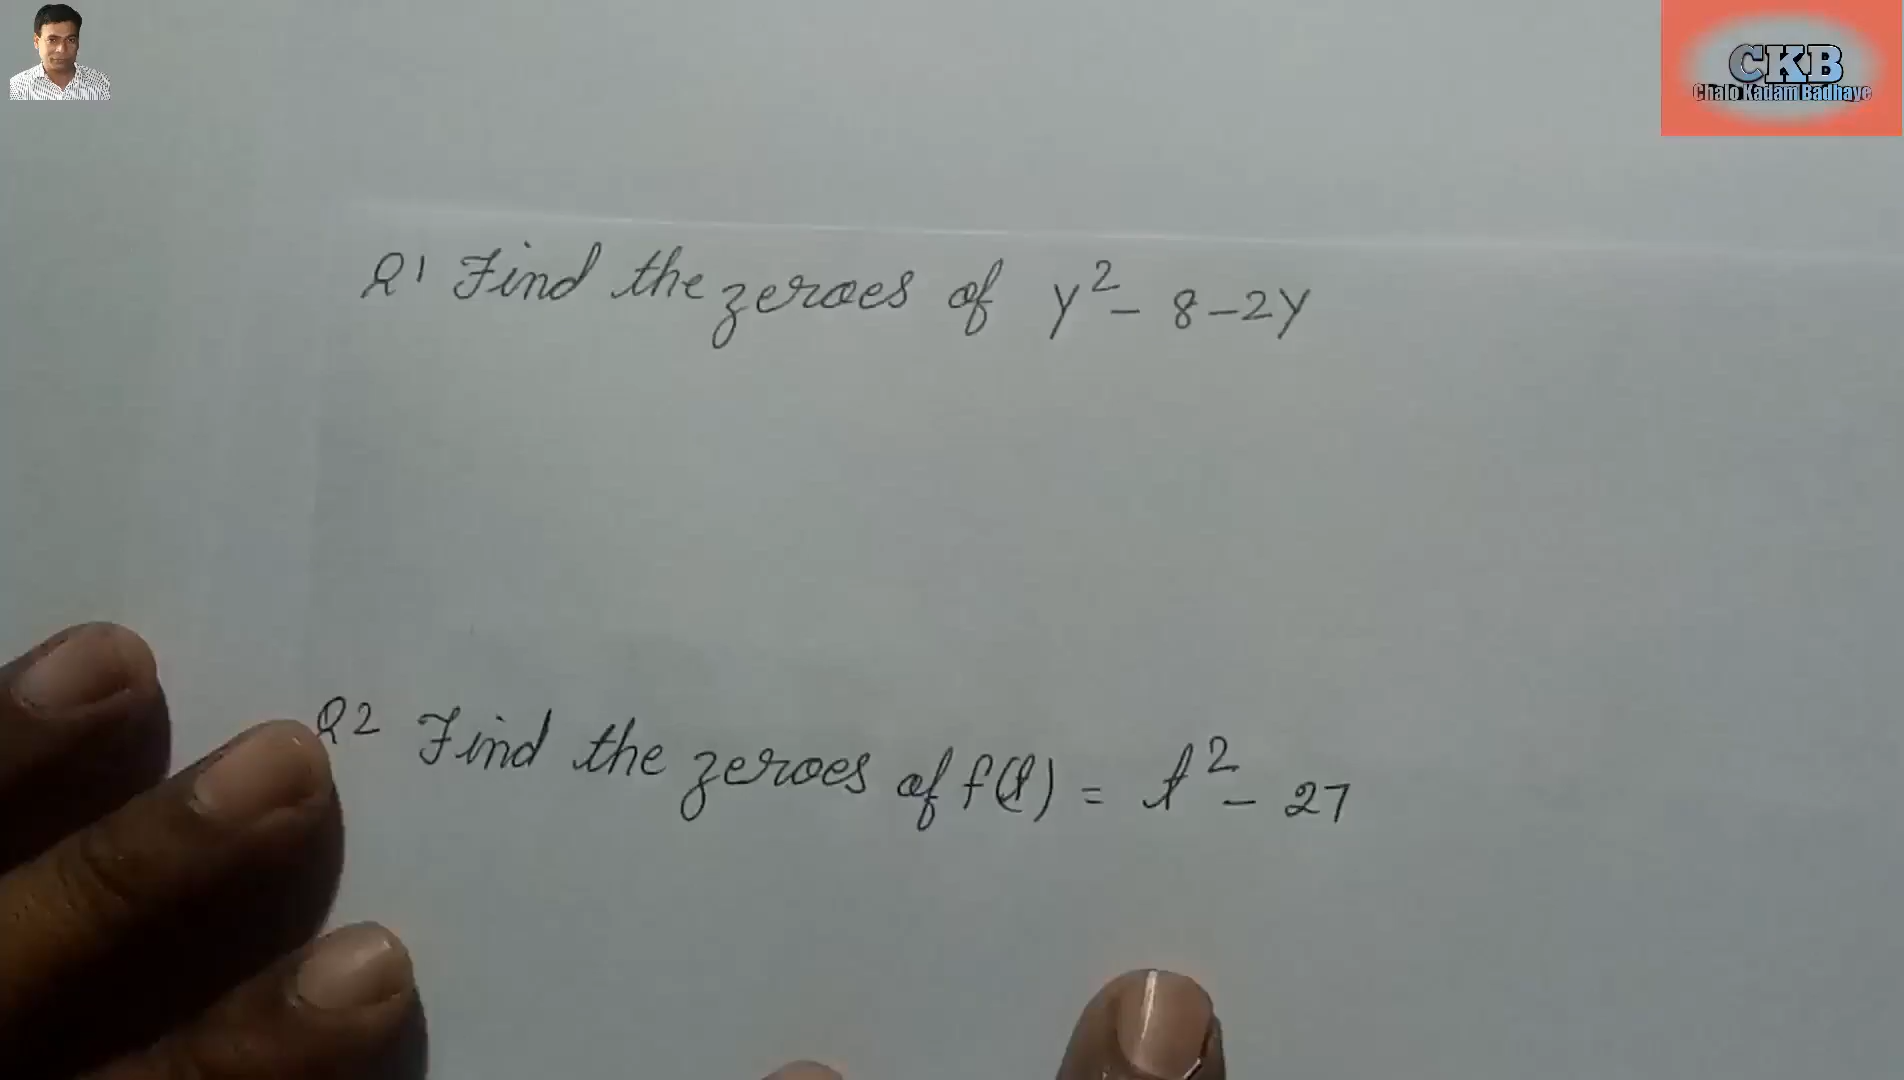 CKB
Chalo Kadam Badhaye
Q1 Find the zeroes of y² - 8 - 2y
Q2 Find the zeroes of f(t) = t² - 27